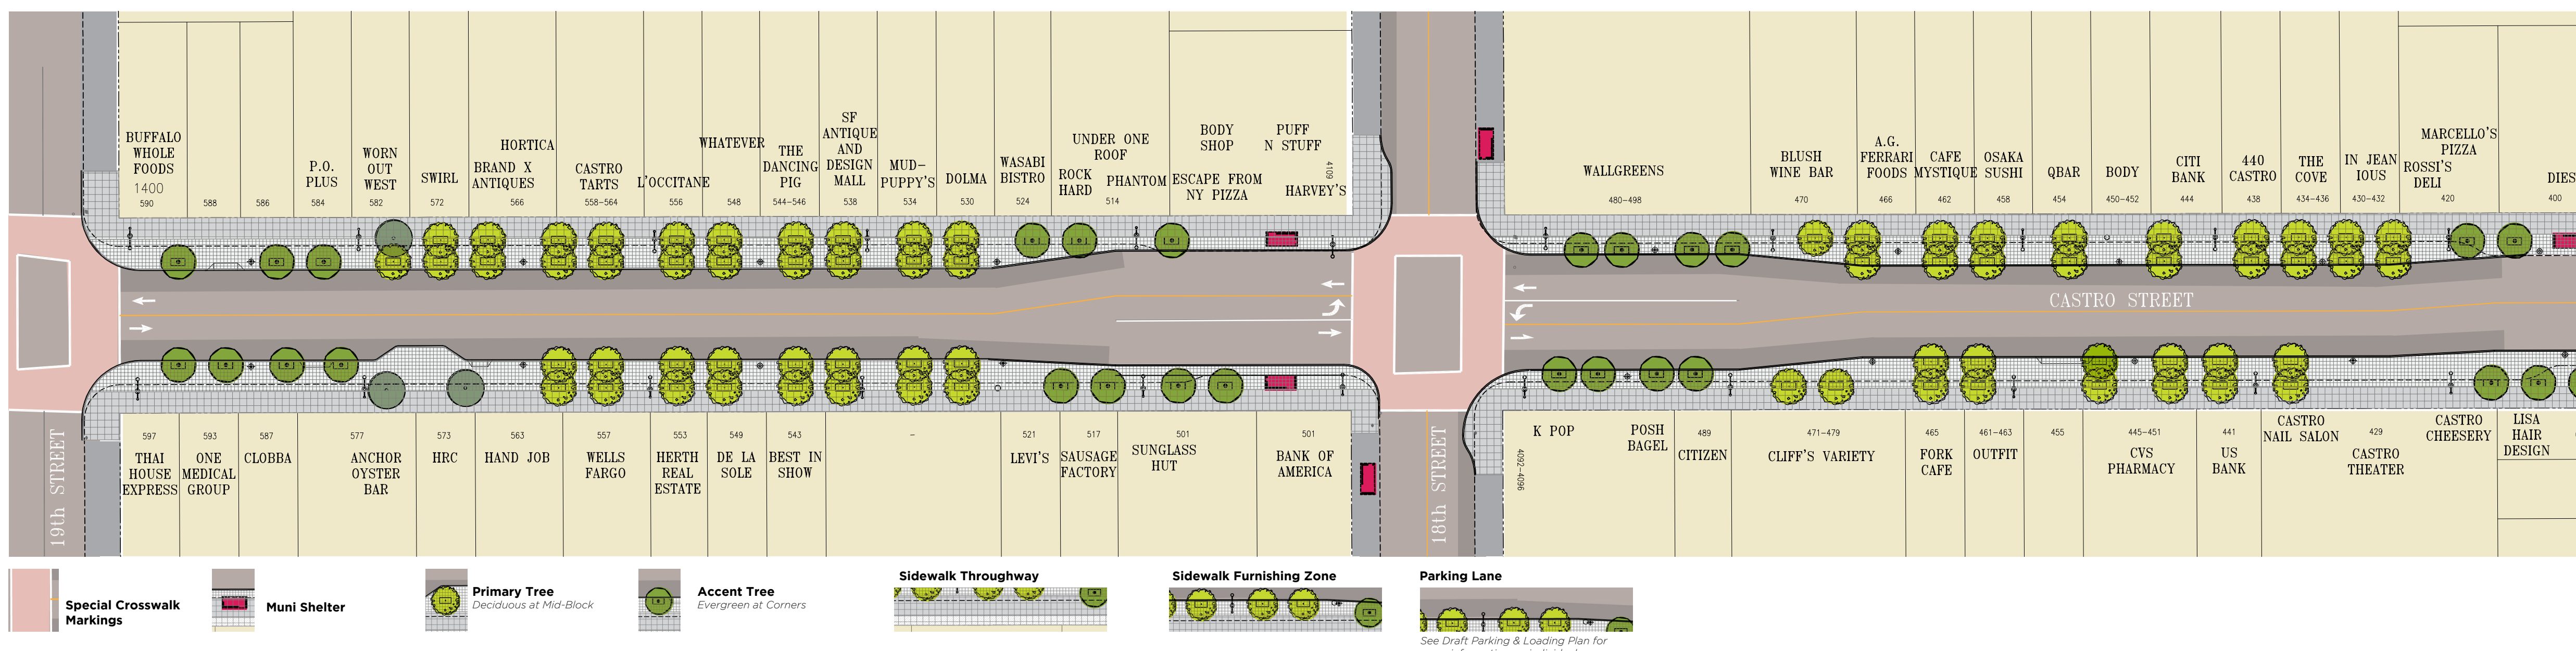 BUFFALO
WHOLE
FOODS
1400
590
588
586
P.O.
PLUS
584
WORN
OUT
WEST
582
SWIRL
572
HORTICA
BRAND X
ANTIQUES
566
CASTRO
TARTS
558-564
L'OCCITANE
556
WHATEVER
548
THE
DANCING
PIG
544-546
SF
ANTIQUE
AND
DESIGN
MALL
538
MUD-
PUPPY'S
534
DOLMA
530
WASABI
BISTRO
524
UNDER ONE
ROOF
ROCK
HARD
PHANTOM
514
BODY
SHOP
PUFF
N STUFF
ESCAPE FROM
NY PIZZA
HARVEY'S
4109
WALLGREENS
480-498
BLUSH
WINE BAR
470
A.G.
FERRARI
FOODS
466
CAFE
MYSTIQUE
462
OSAKA
SUSHI
458
QBAR
454
BODY
450-452
CITI
BANK
444
440
CASTRO
438
THE
COVE
434-436
IN JEAN
IOUS
430-432
MARCELLO'S
PIZZA
ROSSI'S
DELI
420
DIES
400
CASTRO STREET
19th STREET
18th STREET
597
THAI
HOUSE
EXPRESS
593
ONE
MEDICAL
GROUP
587
CLOBBA
577
ANCHOR
OYSTER
BAR
573
HRC
563
HAND JOB
557
WELLS
FARGO
553
HERTH
REAL
ESTATE
549
DE LA
SOLE
543
BEST IN
SHOW
-
521
LEVI'S
517
SAUSAGE
FACTORY
501
SUNGLASS
HUT
501
BANK OF
AMERICA
4092-4096
K POP
POSH
BAGEL
489
CITIZEN
471-479
CLIFF'S VARIETY
465
FORK
CAFE
461-463
OUTFIT
455
445-451
CVS
PHARMACY
441
US
BANK
CASTRO
NAIL SALON
429
CASTRO
THEATER
CASTRO
CHEESERY
LISA
HAIR
DESIGN
Special Crosswalk
Markings
Muni Shelter
Primary Tree
Deciduous at Mid-Block
Accent Tree
Evergreen at Corners
Sidewalk Throughway
Sidewalk Furnishing Zone
Parking Lane
See Draft Parking & Loading Plan for